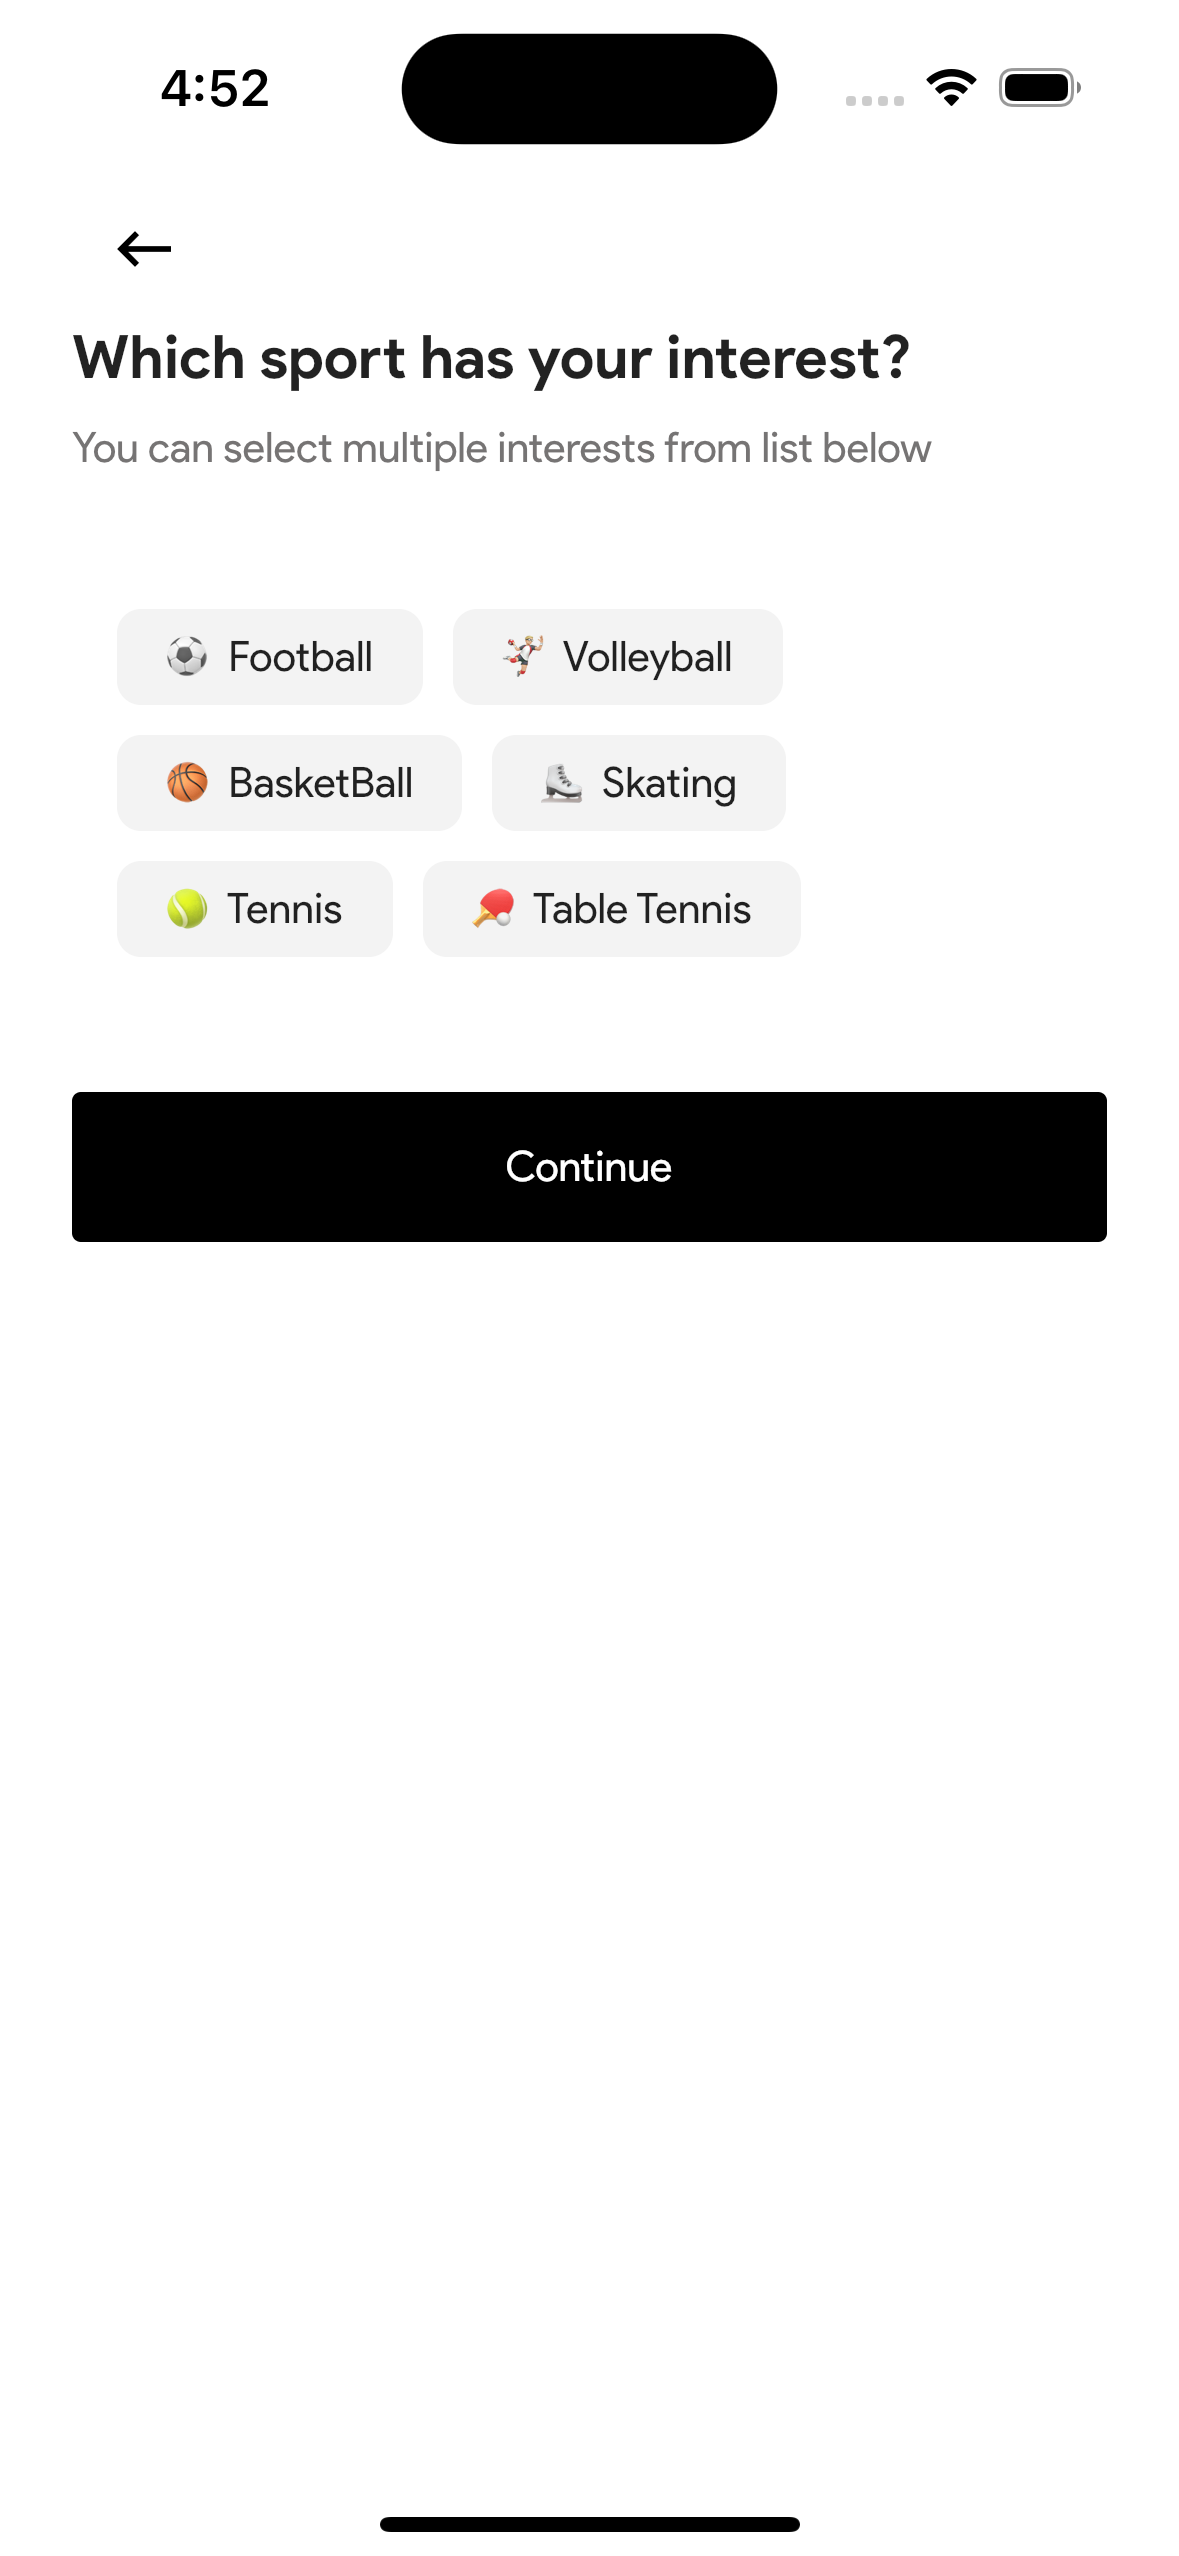 4:52
Which sport has your interest?
You can select multiple interests from list below
Football
Volleyball
BasketBall
Skating
Tennis
Table Tennis
Continue